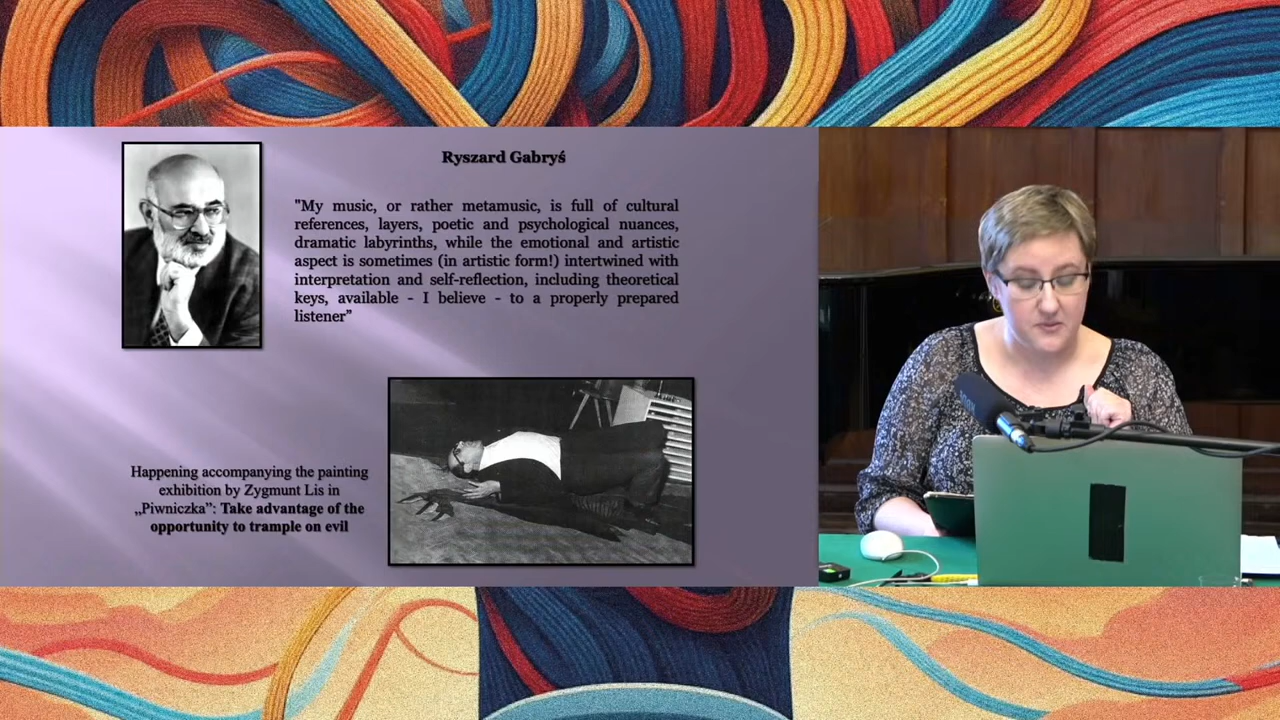 Ryszard Gabryś
"My music, or rather metamusic, is full of cultural
references, layers, poetic and psychological nuances,
dramatic labyrinths, while the emotional and artistic
aspect is sometimes (in artistic form!) intertwined with
interpretation and self-reflection, including theoretical
keys, available - I believe - to a properly prepared
listener”
Happening accompanying the painting
exhibition by Zygmunt Lis in
„Piwniczka”: Take advantage of the
opportunity to trample on evil